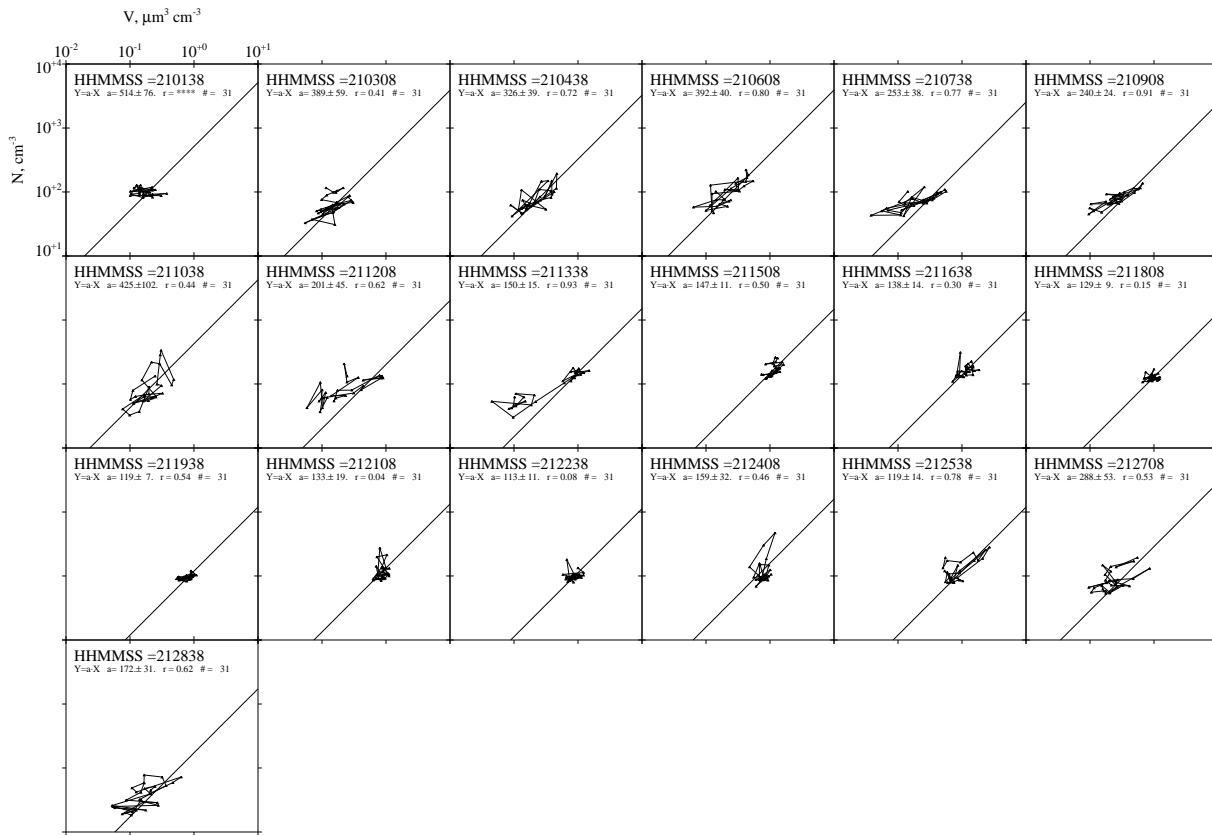 V, μm³ cm⁻³
10⁻² 10⁻¹ 10⁺⁰ 10⁺¹
N, cm⁻³
10⁺⁴
10⁺³
10⁺²
10⁺¹
HHMMSS =210138
Y=a·X a= 514.± 76. r = **** # = 31
HHMMSS =210308
Y=a·X a= 389.± 59. r = 0.41 # = 31
HHMMSS =210438
Y=a·X a= 326.± 39. r = 0.72 # = 31
HHMMSS =210608
Y=a·X a= 392.± 40. r = 0.80 # = 31
HHMMSS =210738
Y=a·X a= 253.± 38. r = 0.77 # = 31
HHMMSS =210908
Y=a·X a= 240.± 24. r = 0.91 # = 31
HHMMSS =211038
Y=a·X a= 425.±102. r = 0.44 # = 31
HHMMSS =211208
Y=a·X a= 201.± 45. r = 0.62 # = 31
HHMMSS =211338
Y=a·X a= 150.± 15. r = 0.93 # = 31
HHMMSS =211508
Y=a·X a= 147.± 11. r = 0.50 # = 31
HHMMSS =211638
Y=a·X a= 138.± 14. r = 0.30 # = 31
HHMMSS =211808
Y=a·X a= 129.± 9. r = 0.15 # = 31
HHMMSS =211938
Y=a·X a= 119.± 7. r = 0.54 # = 31
HHMMSS =212108
Y=a·X a= 133.± 19. r = 0.04 # = 31
HHMMSS =212238
Y=a·X a= 113.± 11. r = 0.08 # = 31
HHMMSS =212408
Y=a·X a= 159.± 32. r = 0.46 # = 31
HHMMSS =212538
Y=a·X a= 119.± 14. r = 0.78 # = 31
HHMMSS =212708
Y=a·X a= 288.± 53. r = 0.53 # = 31
HHMMSS =212838
Y=a·X a= 172.± 31. r = 0.62 # = 31